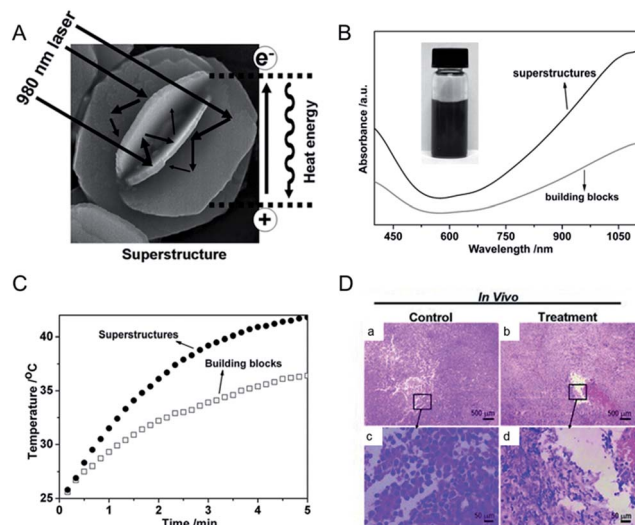 A
980 nm laser
e-
Heat energy
+
Superstructure
B
Absorbance /a.u.
superstructures
building blocks
450 600 750 900 1050
Wavelength /nm
C
Temperature /°C
40
35
30
25
Superstructures
Building blocks
0 1 2 3 4 5
Time/min
D
In Vivo
Control Treatment
a b
500 µm 500 µm
c d
50 µm 50 µm